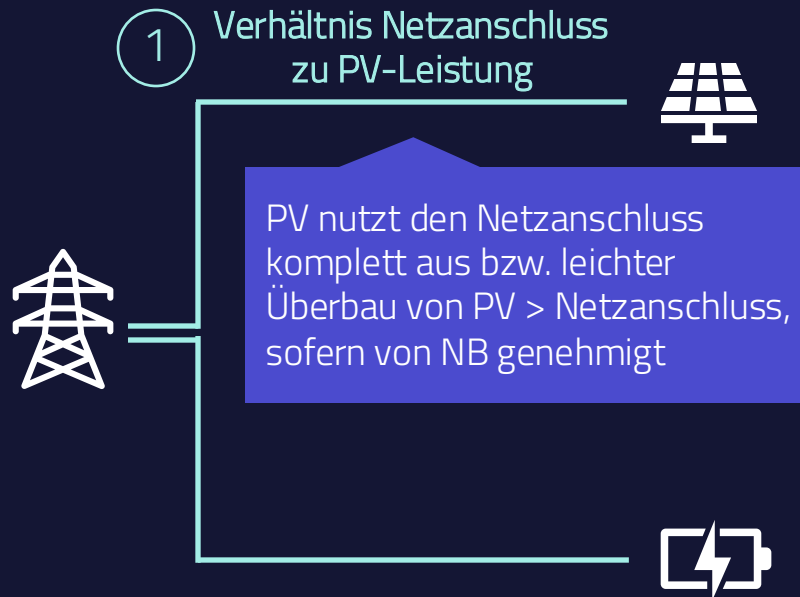 1
Verhältnis Netzanschluss
zu PV-Leistung
PV nutzt den Netzanschluss
komplett aus bzw. leichter
Überbau von PV > Netzanschluss,
sofern von NB genehmigt